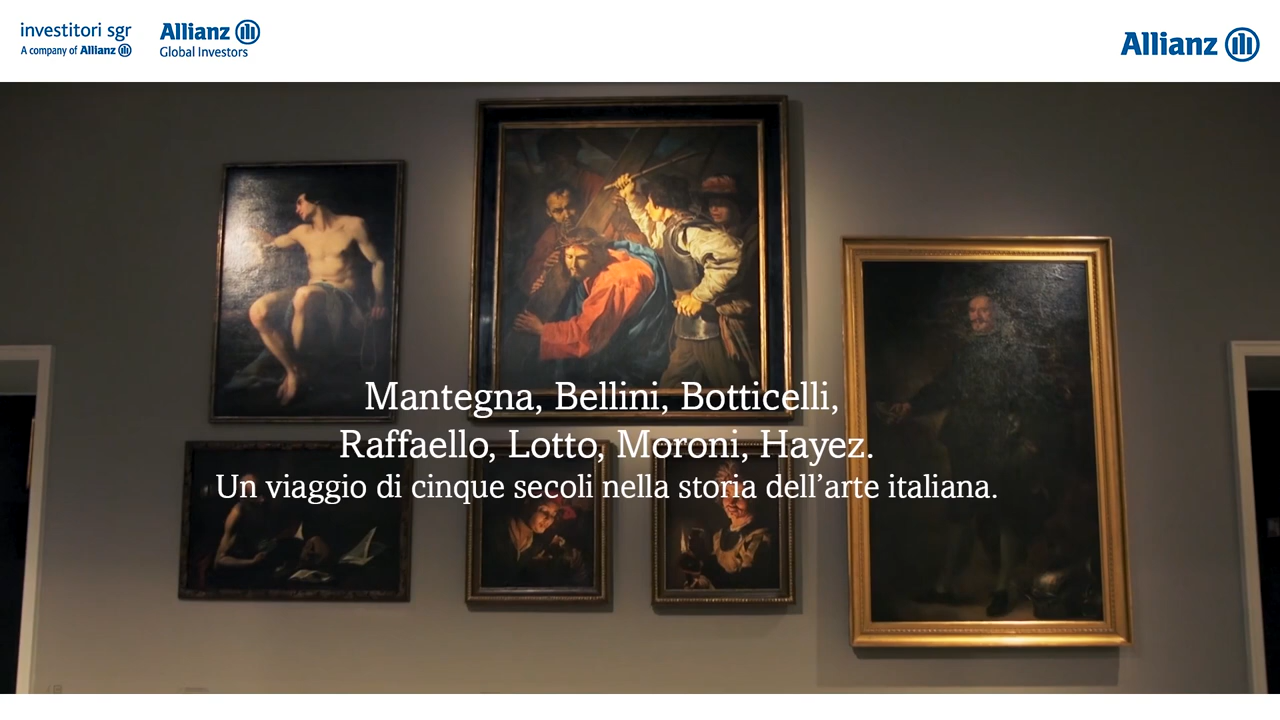 investitori sgr
A company of Allianz
Allianz
Global Investors
Allianz
Mantegna, Bellini, Botticelli,
Raffaello, Lotto, Moroni, Hayez.
Un viaggio di cinque secoli nella storia dell’arte italiana.